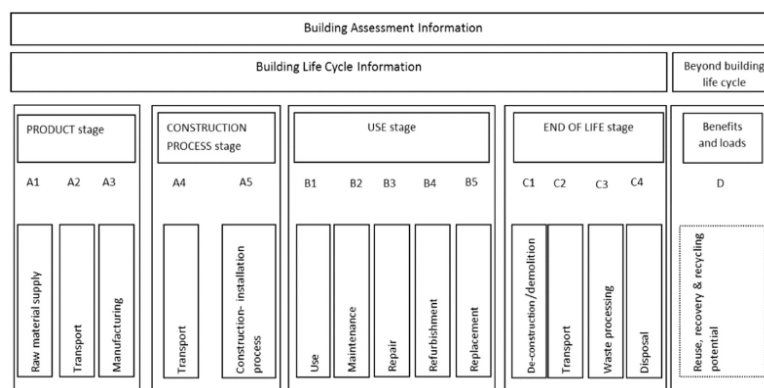 Building Assessment Information
Building Life Cycle Information
Beyond building
life cycle
PRODUCT stage
CONSTRUCTION
PROCESS stage
USE stage
END OF LIFE stage
Benefits
and loads
A1 A2 A3 A4 A5 B1 B2 B3 B4 B5 C1 C2 C3 C4 D
Raw material supply
Transport
Manufacturing
Transport
Construction- installation
process
Use
Maintenance
Repair
Refurbishment
Replacement
De-construction/demolition
Transport
Waste processing
Disposal
Reuse, recovery & recycling
potential